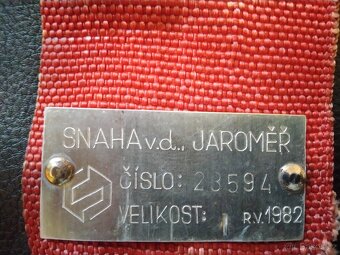 SNAHA v.d., JAROMĚŘ
ČÍSLO: 23594
VELIKOST: I R.V. 1982